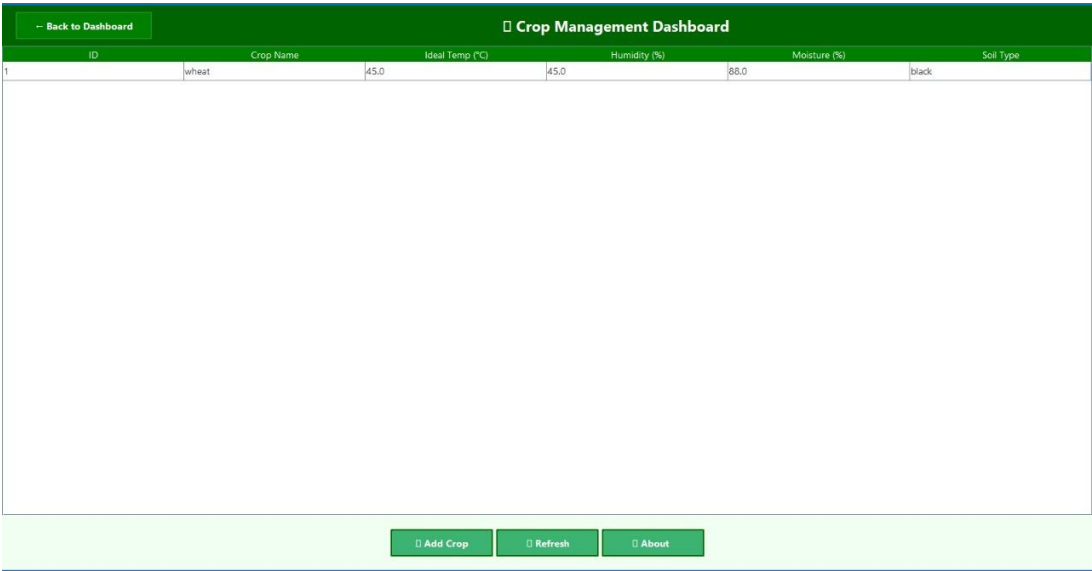 ← Back to Dashboard
▯ Crop Management Dashboard
ID Crop Name Ideal Temp (°C) Humidity (%) Moisture (%) Soil Type
1 wheat 45.0 45.0 88.0 black
▯ Add Crop ▯ Refresh ▯ About